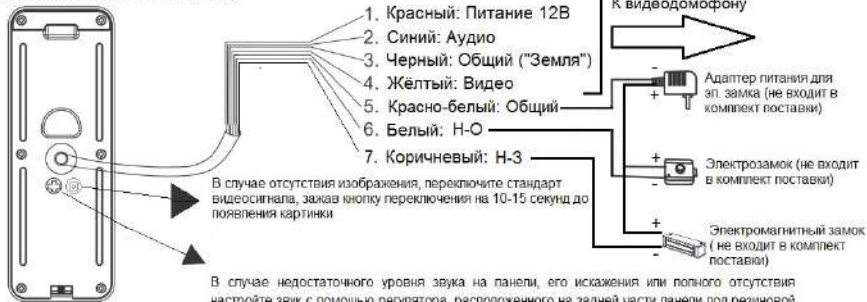 К видеодомофону
1. Красный: Питание 12В
2. Синий: Аудио
3. Черный: Общий ("Земля")
4. Жёлтый: Видео
5. Красно-белый: Общий
6. Белый: Н-О
7. Коричневый: Н-З
-
+
Адаптер питания для
эл. замка (не входит в
комплект поставки)
+
-
Электрозамок (не входит
в комплект поставки)
+
-
Электромагнитный замок
( не входит в комплект
поставки)
В случае отсутствия изображения, переключите стандарт
видеосигнала, зажав кнопку переключения на 10-15 секунд до
появления картинки
В случае недостаточного уровня звука на панели, его искажения или полного отсутствия
настройте звук с помощью регулятора, расположенного на задней части панели под резиновой